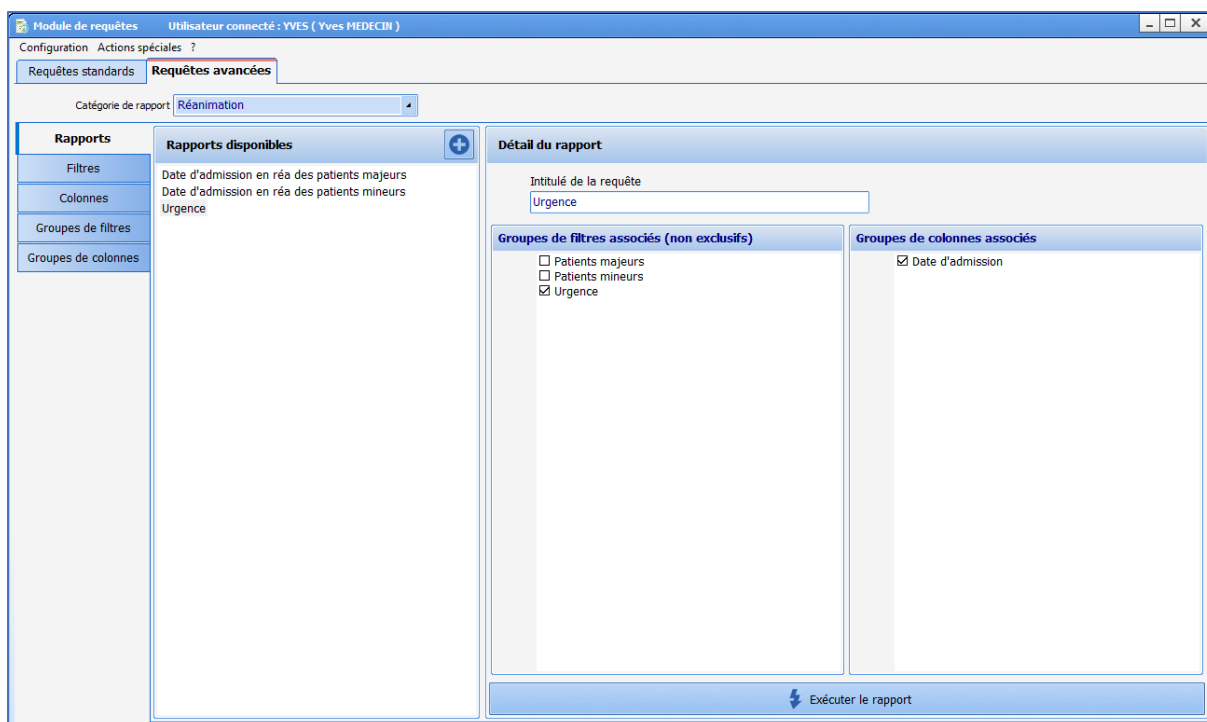 Module de requêtes Utilisateur connecté : YVES ( Yves MEDECIN )
Configuration Actions spéciales ?
Requêtes standards Requêtes avancées
Catégorie de rapport Réanimation
Rapports
Filtres
Colonnes
Groupes de filtres
Groupes de colonnes
Rapports disponibles
Date d'admission en réa des patients majeurs
Date d'admission en réa des patients mineurs
Urgence
Détail du rapport
Intitulé de la requête
Urgence
Groupes de filtres associés (non exclusifs)
Patients majeurs
Patients mineurs
Urgence
Groupes de colonnes associés
Date d'admission
Exécuter le rapport